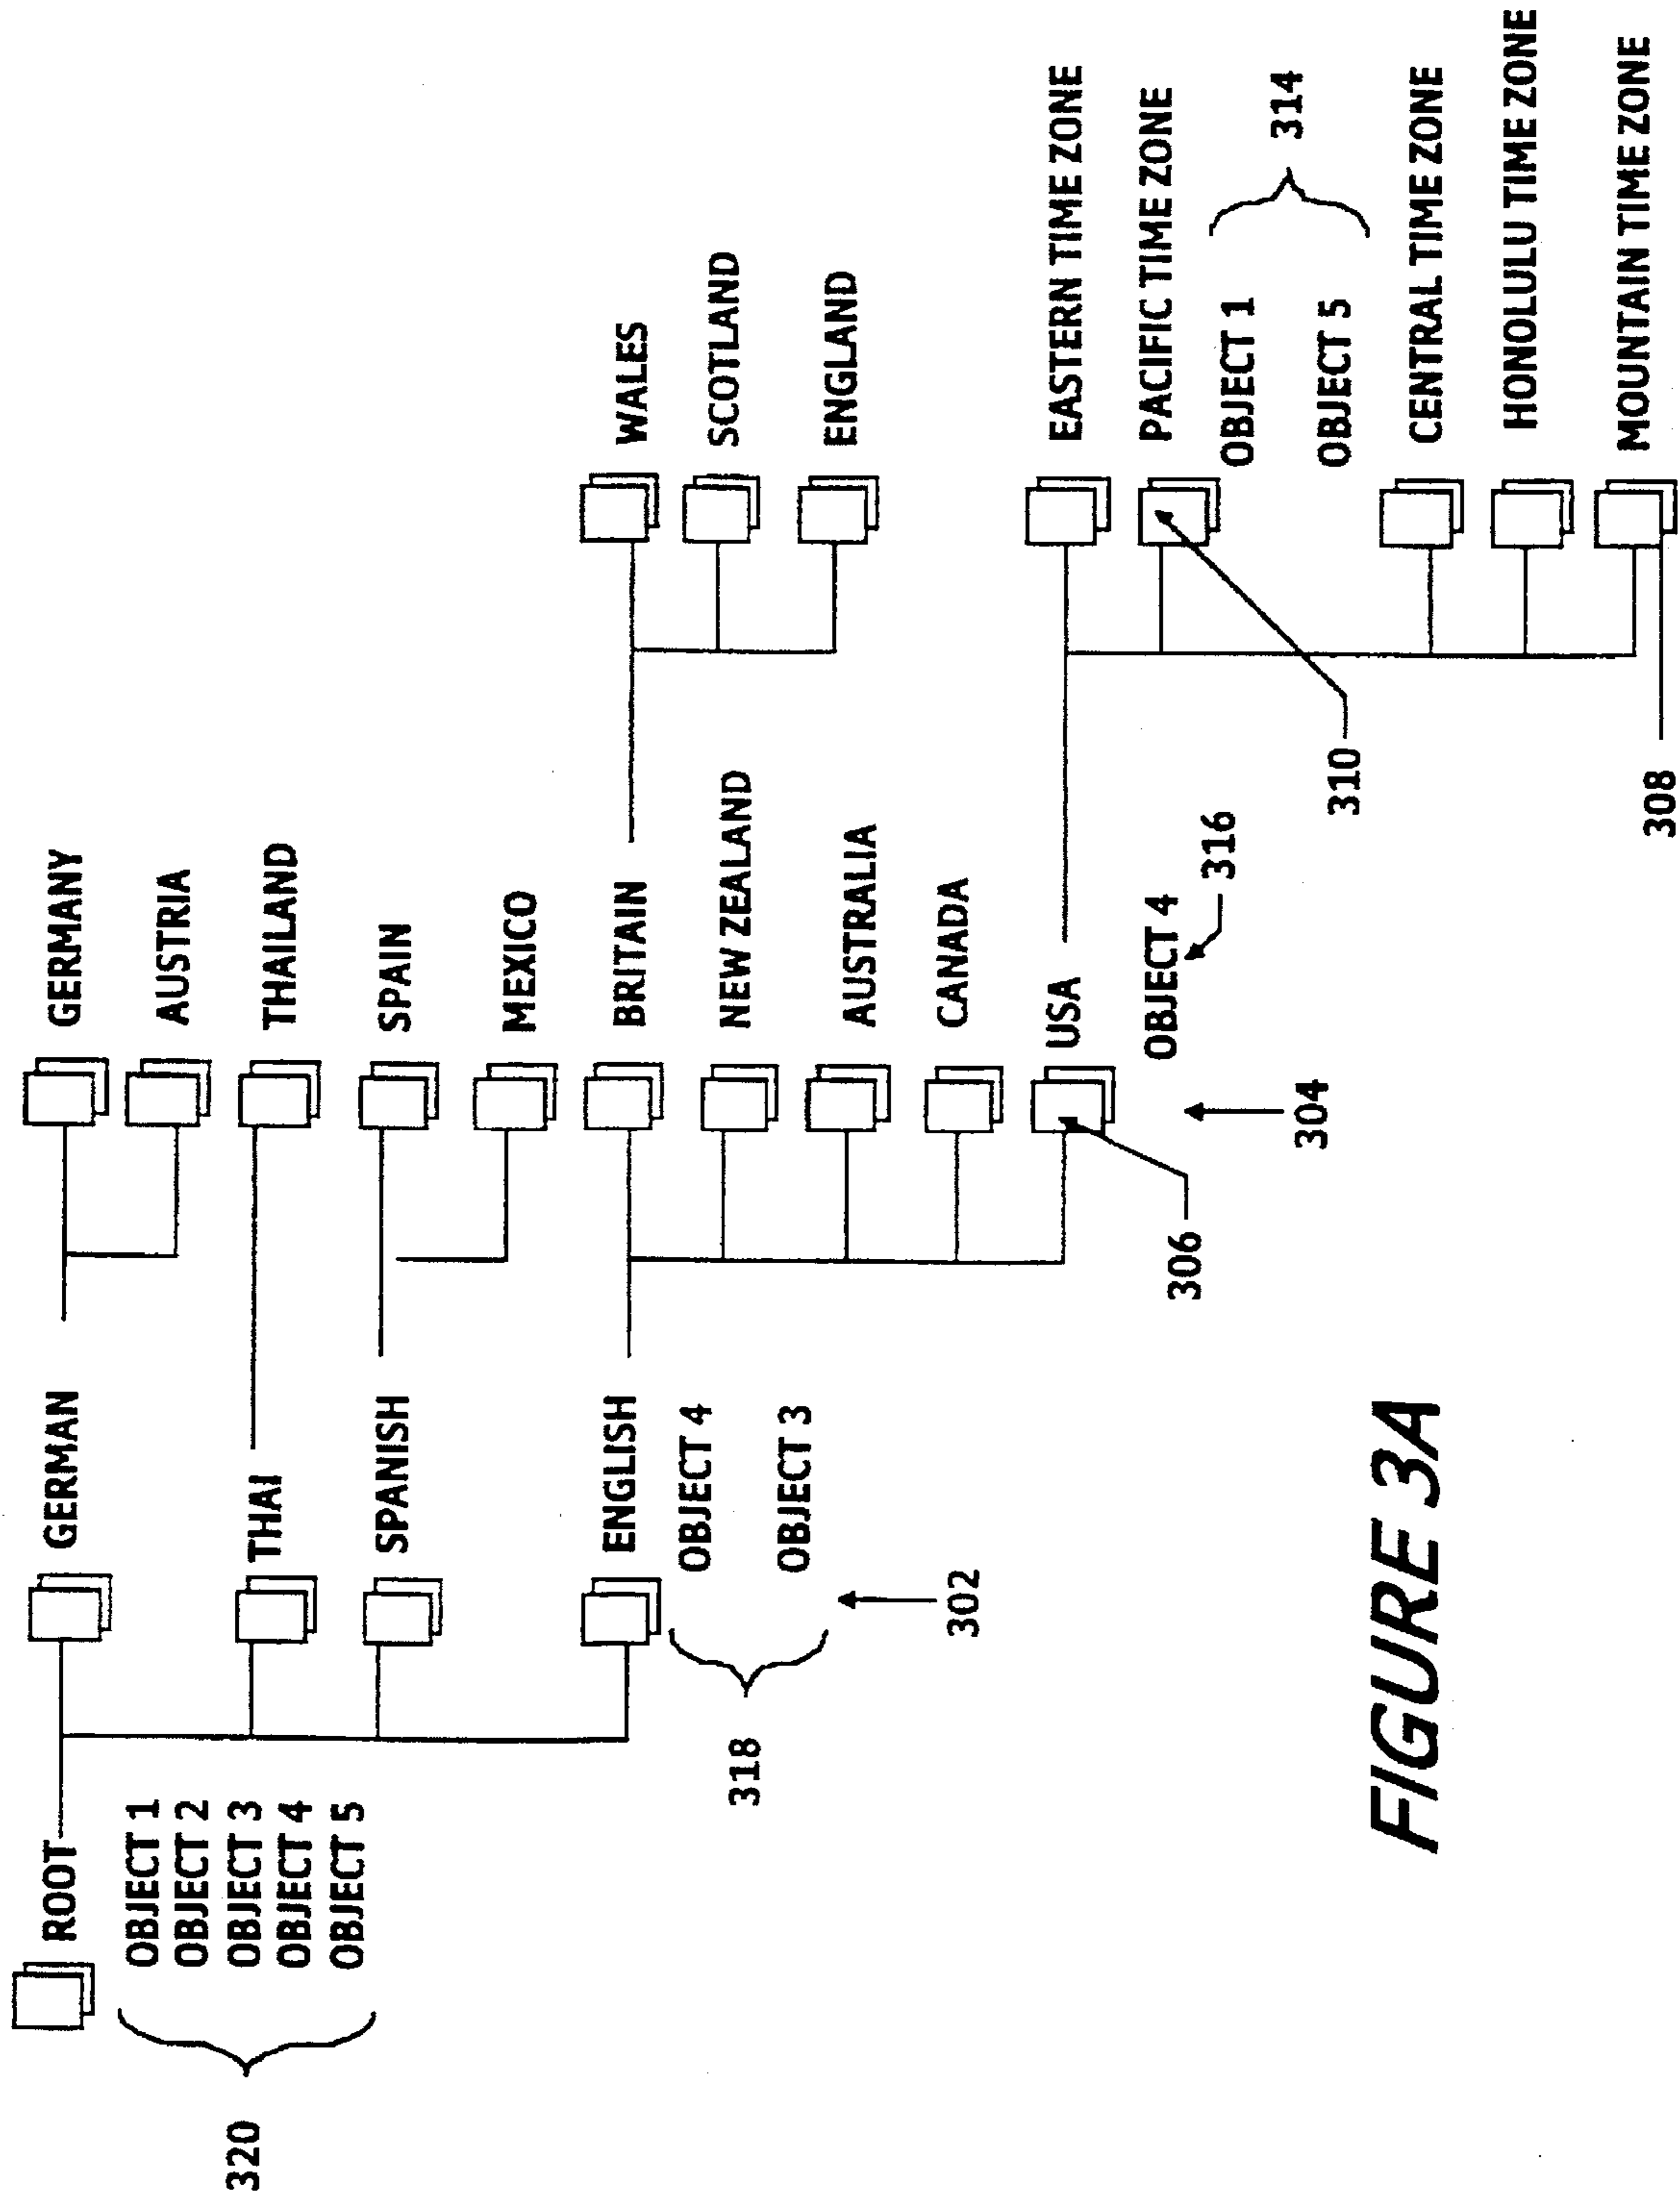 ROOT
OBJECT 1
OBJECT 2
OBJECT 3
OBJECT 4
OBJECT 5
320
GERMAN
THAI
SPANISH
ENGLISH
OBJECT 4
OBJECT 3
318
302
GERMANY
AUSTRIA
THAILAND
SPAIN
MEXICO
BRITAIN
NEW ZEALAND
AUSTRALIA
CANADA
USA
OBJECT 4
316
306
304
WALES
SCOTLAND
ENGLAND
EASTERN TIME ZONE
PACIFIC TIME ZONE
OBJECT 1
OBJECT 5
314
CENTRAL TIME ZONE
HONOLULU TIME ZONE
MOUNTAIN TIME ZONE
310
308
FIGURE 3A